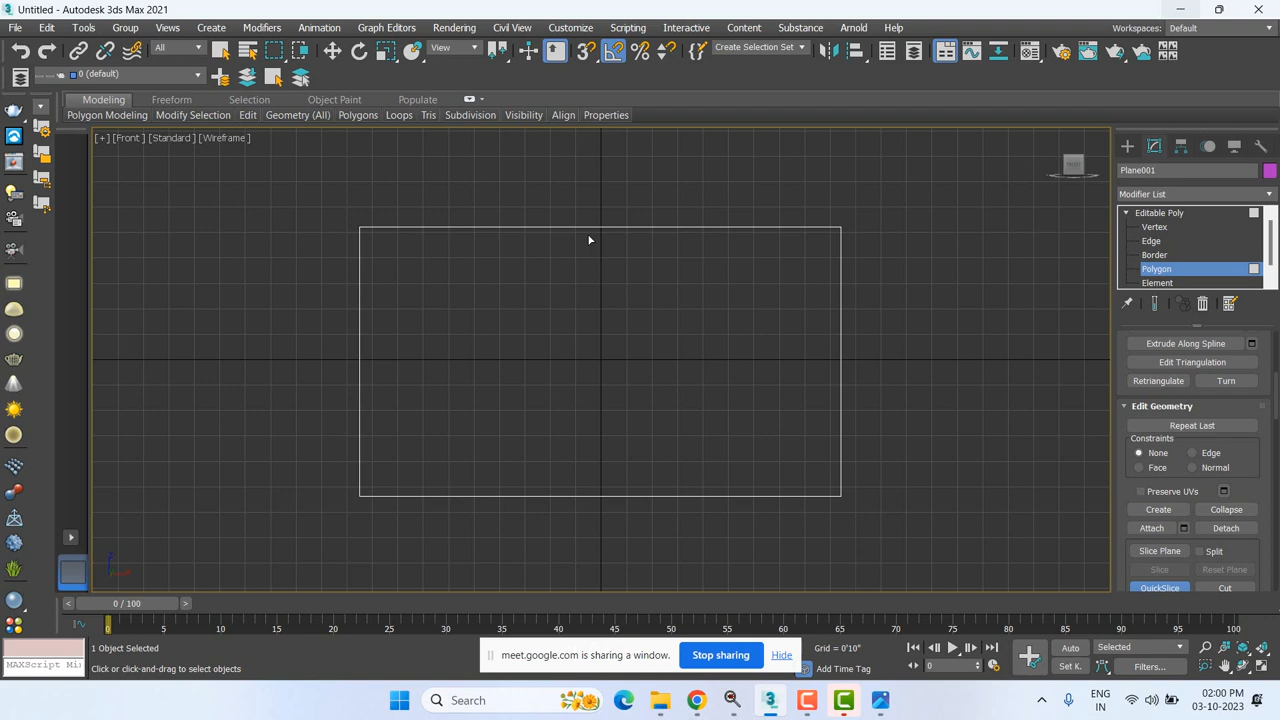 Untitled - Autodesk 3ds Max 2021
File Edit Tools Group Views Create Modifiers Animation Graph Editors Rendering Civil View Customize Scripting Interactive Content Substance Arnold Help Workspaces: Default
All View Create Selection Set
0 (default)
Modeling Freeform Selection Object Paint Populate
Polygon Modeling Modify Selection Edit Geometry (All) Polygons Loops Tris Subdivision Visibility Align Properties
[+] [Front ] [Standard ] [Wireframe ]
Plane001
Modifier List
Editable Poly
Vertex
Edge
Border
Polygon
Element
Extrude Along Spline
Edit Triangulation
Retriangulate Turn
Edit Geometry
Repeat Last
Constraints
None Edge
Face Normal
Preserve UVs
Create Collapse
Attach Detach
Slice Plane Split
Slice Reset Plane
QuickSlice Cut
< 0 / 100 >
0 5 10 15 20 25 30 35 40 45 50 55 60 65 70 75 80 85 90 95 100
1 Object Selected
MAXScript Mi
Click or click-and-drag to select objects
meet.google.com is sharing a window. Stop sharing Hide
Grid = 0'10"
Add Time Tag
0
Auto Selected
Set K. Filters...
Search
ENG
IN
02:00 PM
03-10-2023